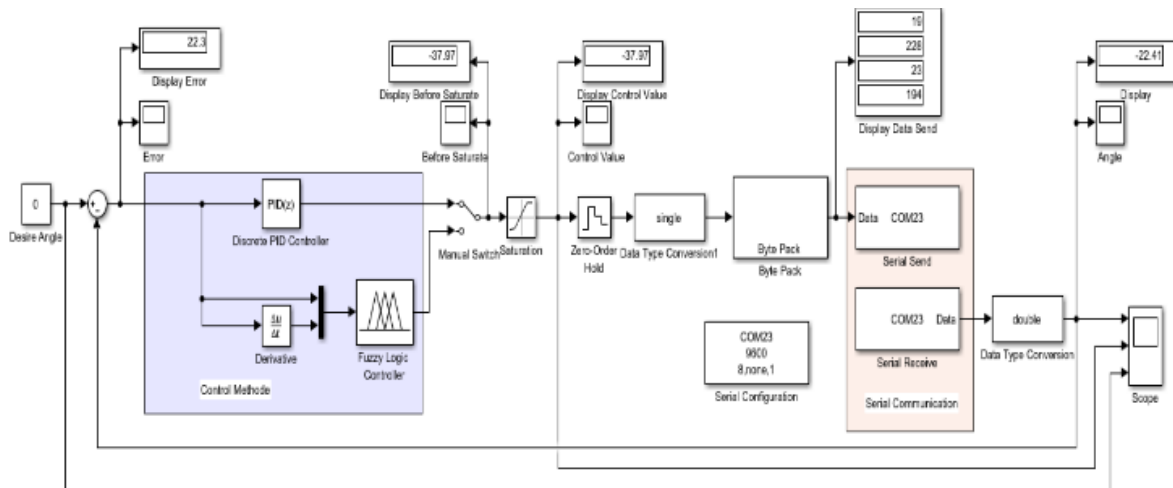 22.3
Display Error
Error
-37.97
Display Before Saturate
Before Saturate
-37.97
Display Control Value
Control Value
19
226
23
194
Display Data Send
-22.41
Display
Angle
0
Desire Angle
PID(z)
Discrete PID Controller
Δu
Δt
Derivative
Fuzzy Logic
Controller
Control Methode
Manual Switch
Saturation
Zero-Order
Hold
single
Data Type Conversion1
Byte Pack
Byte Pack
Data
COM23
Serial Send
COM23
Data
Serial Receive
Serial Communication
COM23
9600
8,none,1
Serial Configuration
double
Data Type Conversion
Scope